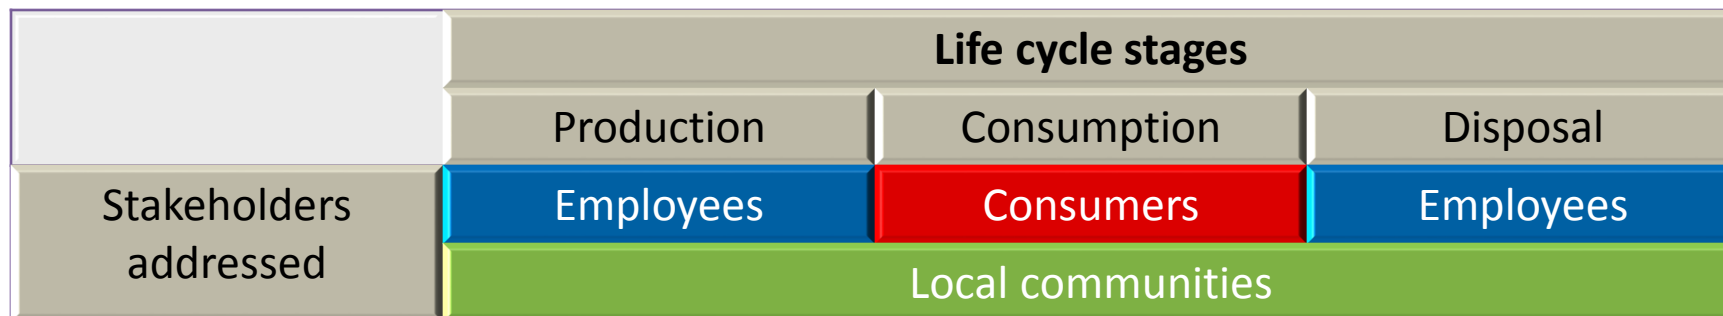 Life cycle stages
Production Consumption Disposal
Stakeholders addressed
Employees Consumers Employees
Local communities